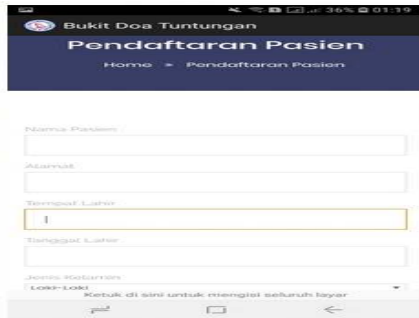 36% 01:19
Bukit Doa Tuntungan
Pendaftaran Pasien
Home » Pendaftaran Pasien
Nama Pasien
Alamat
Tempat Lahir
Tanggal Lahir
Jenis Kelamin
Laki-Laki
Ketuk di sini untuk mengisi seluruh layar